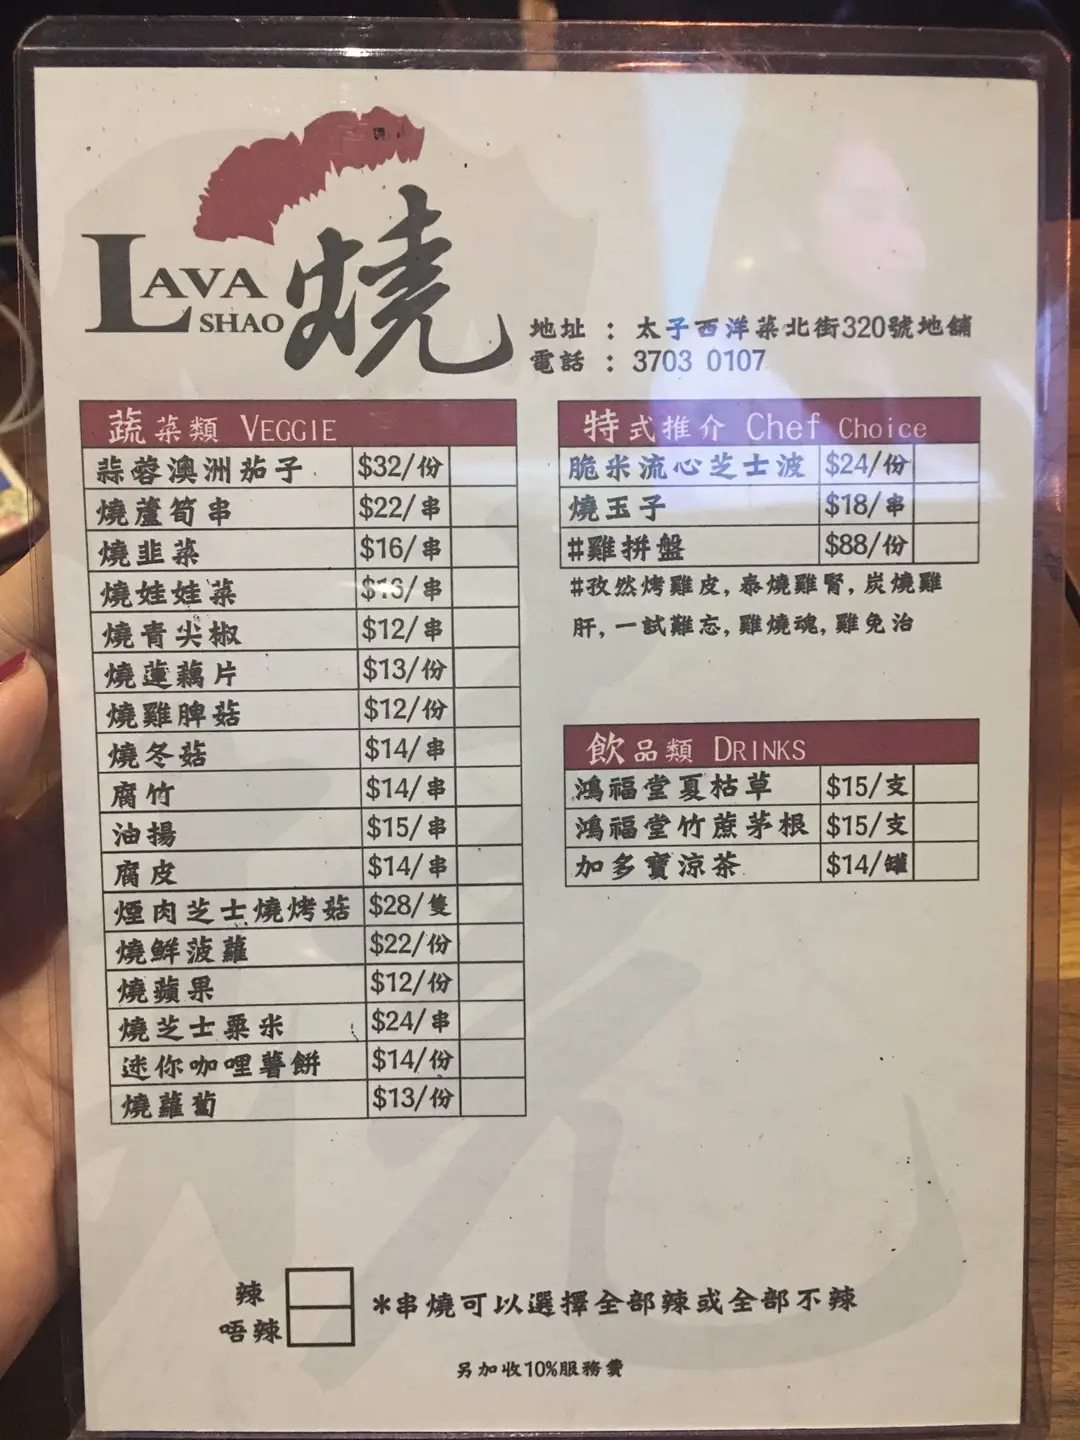 LAVA
SHAO
燒
地址 : 太子西洋菜北街320號地舖
電話 : 3703 0107
蔬菜類 VEGGIE
蒜蓉澳洲茄子 $32/份
燒蘆筍串 $22/串
燒韭菜 $16/串
燒娃娃菜 $13/串
燒青尖椒 $12/串
燒蓮藕片 $13/份
燒雞脾菇 $12/份
燒冬菇 $14/串
腐竹 $14/串
油揚 $15/串
腐皮 $14/串
煙肉芝士燒烤菇 $28/隻
燒鮮菠蘿 $22/份
燒蘋果 $12/份
燒芝士粟米 $24/串
迷你咖哩薯餅 $14/份
燒蘿蔔 $13/份
特式推介 Chef Choice
脆米流心芝士波 $24/份
燒玉子 $18/串
#雞拼盤 $88/份
#孜然烤雞皮,泰燒雞腎,炭燒雞
肝,一試難忘,雞燒魂,雞免治
飲品類 DRINKS
鴻福堂夏枯草 $15/支
鴻福堂竹蔗茅根 $15/支
加多寶涼茶 $14/罐
辣
唔辣
*串燒可以選擇全部辣或全部不辣
另加收10%服務費